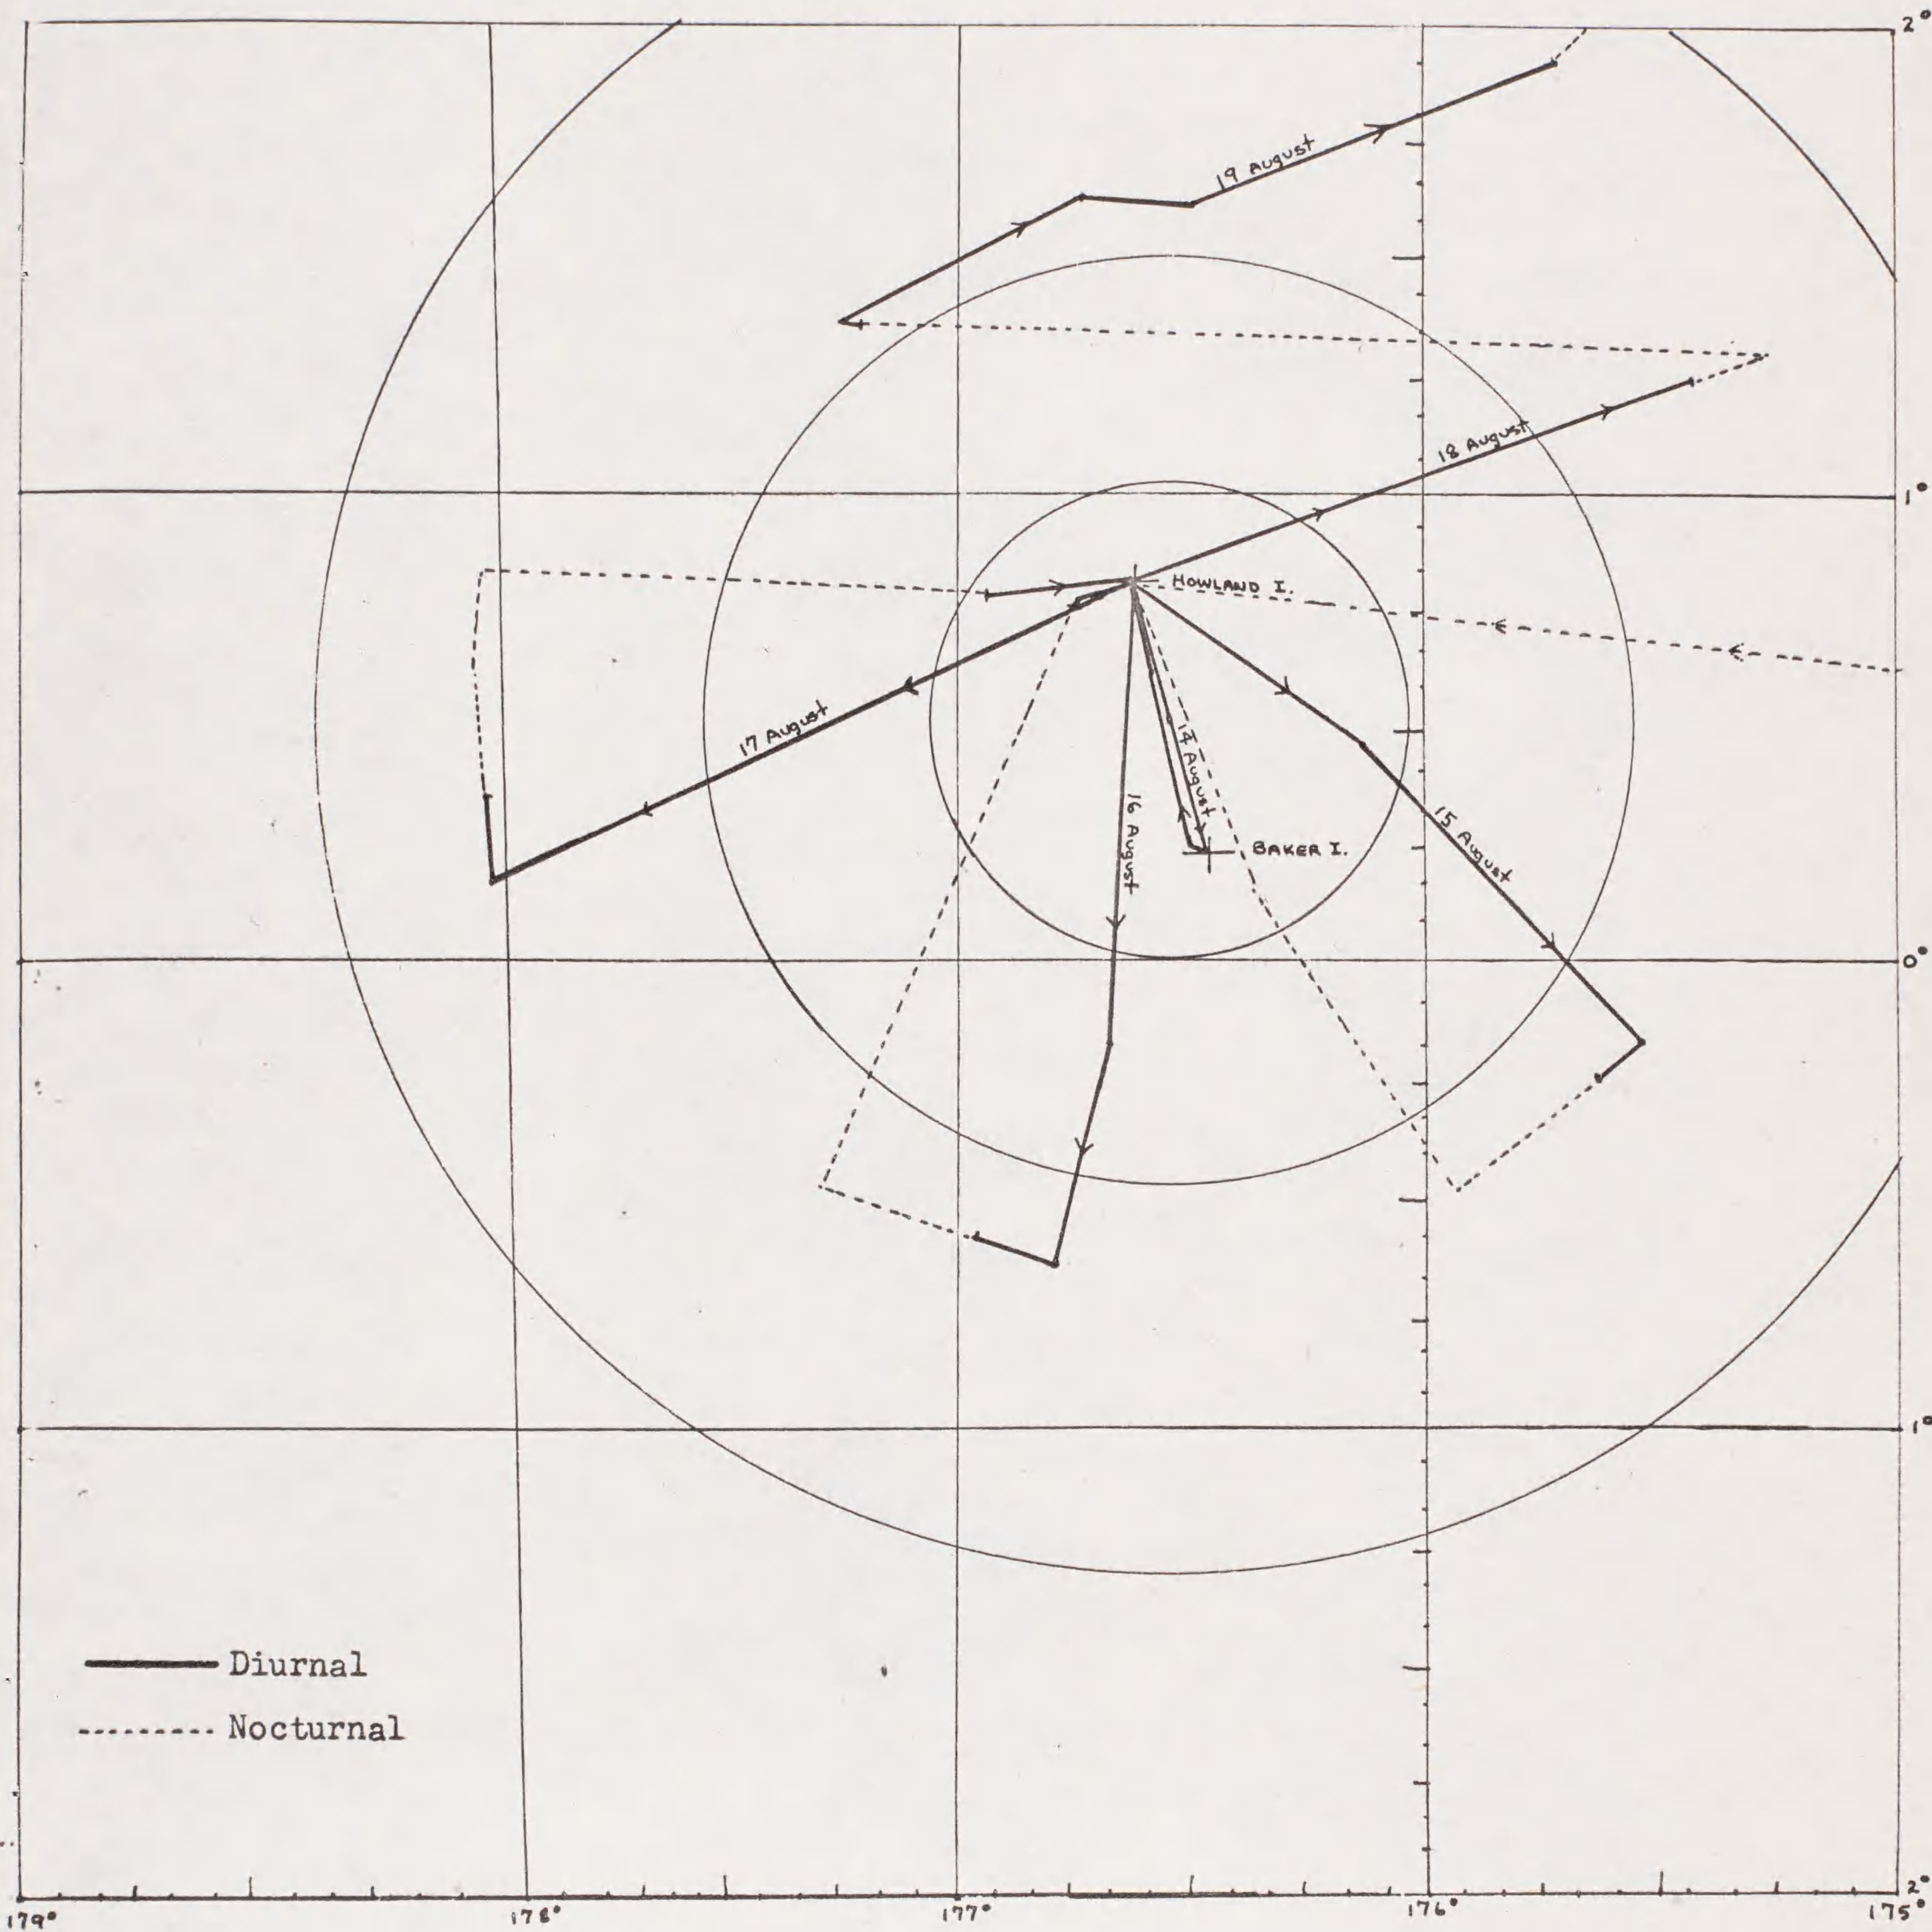 2°
19 August
18 August
1°
HOWLAND I.
17 August
14 August
16 August
BAKER I.
15 August
0°
1°
Diurnal
Nocturnal
2°
179°
178°
177°
176°
175°